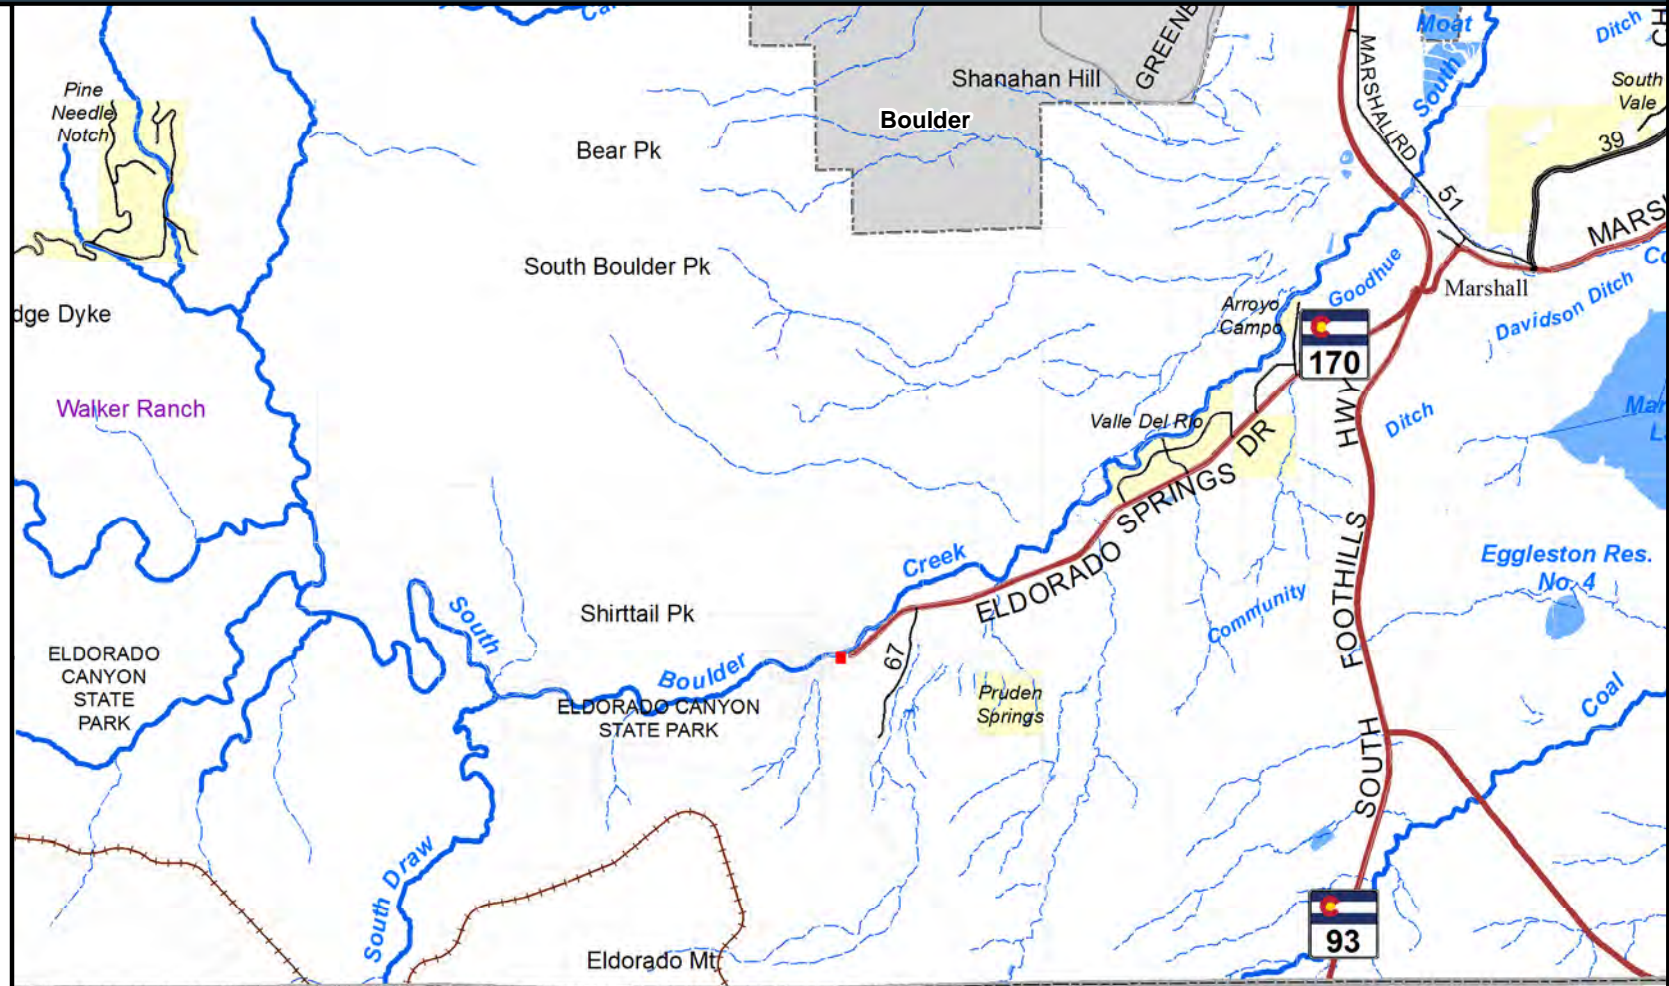 Moat
Ditch
South
Vale
39
GREENB
Shanahan Hill
Boulder
MARSHALL RD
South
Pine
Needle
Notch
Bear Pk
51
MARS
South Boulder Pk
Goodhue
Marshall
Davidson Ditch
Arroyo
Campo
170
dge Dyke
Walker Ranch
Valle Del Rio
HWY
Ditch
Mar
ELDORADO SPRINGS DR
Creek
FOOTHILLS
Eggleston Res.
No. 4
Community
South
Shirttail Pk
67
Boulder
ELDORADO
CANYON
STATE
PARK
ELDORADO CANYON
STATE PARK
Pruden
Springs
Coal
SOUTH
South Draw
Eldorado Mt
93